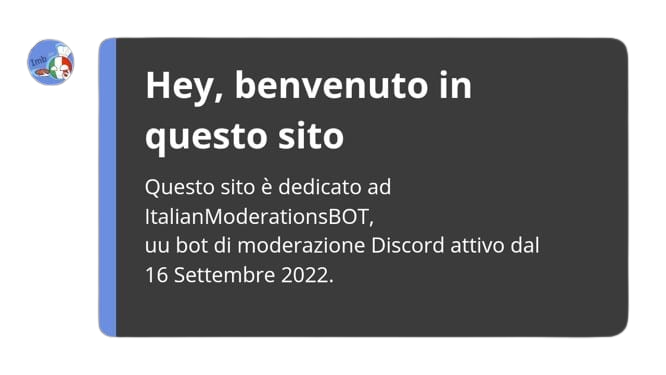 Imb
Hey, benvenuto in
questo sito
Questo sito è dedicato ad
ItalianModerationsBOT,
uu bot di moderazione Discord attivo dal
16 Settembre 2022.